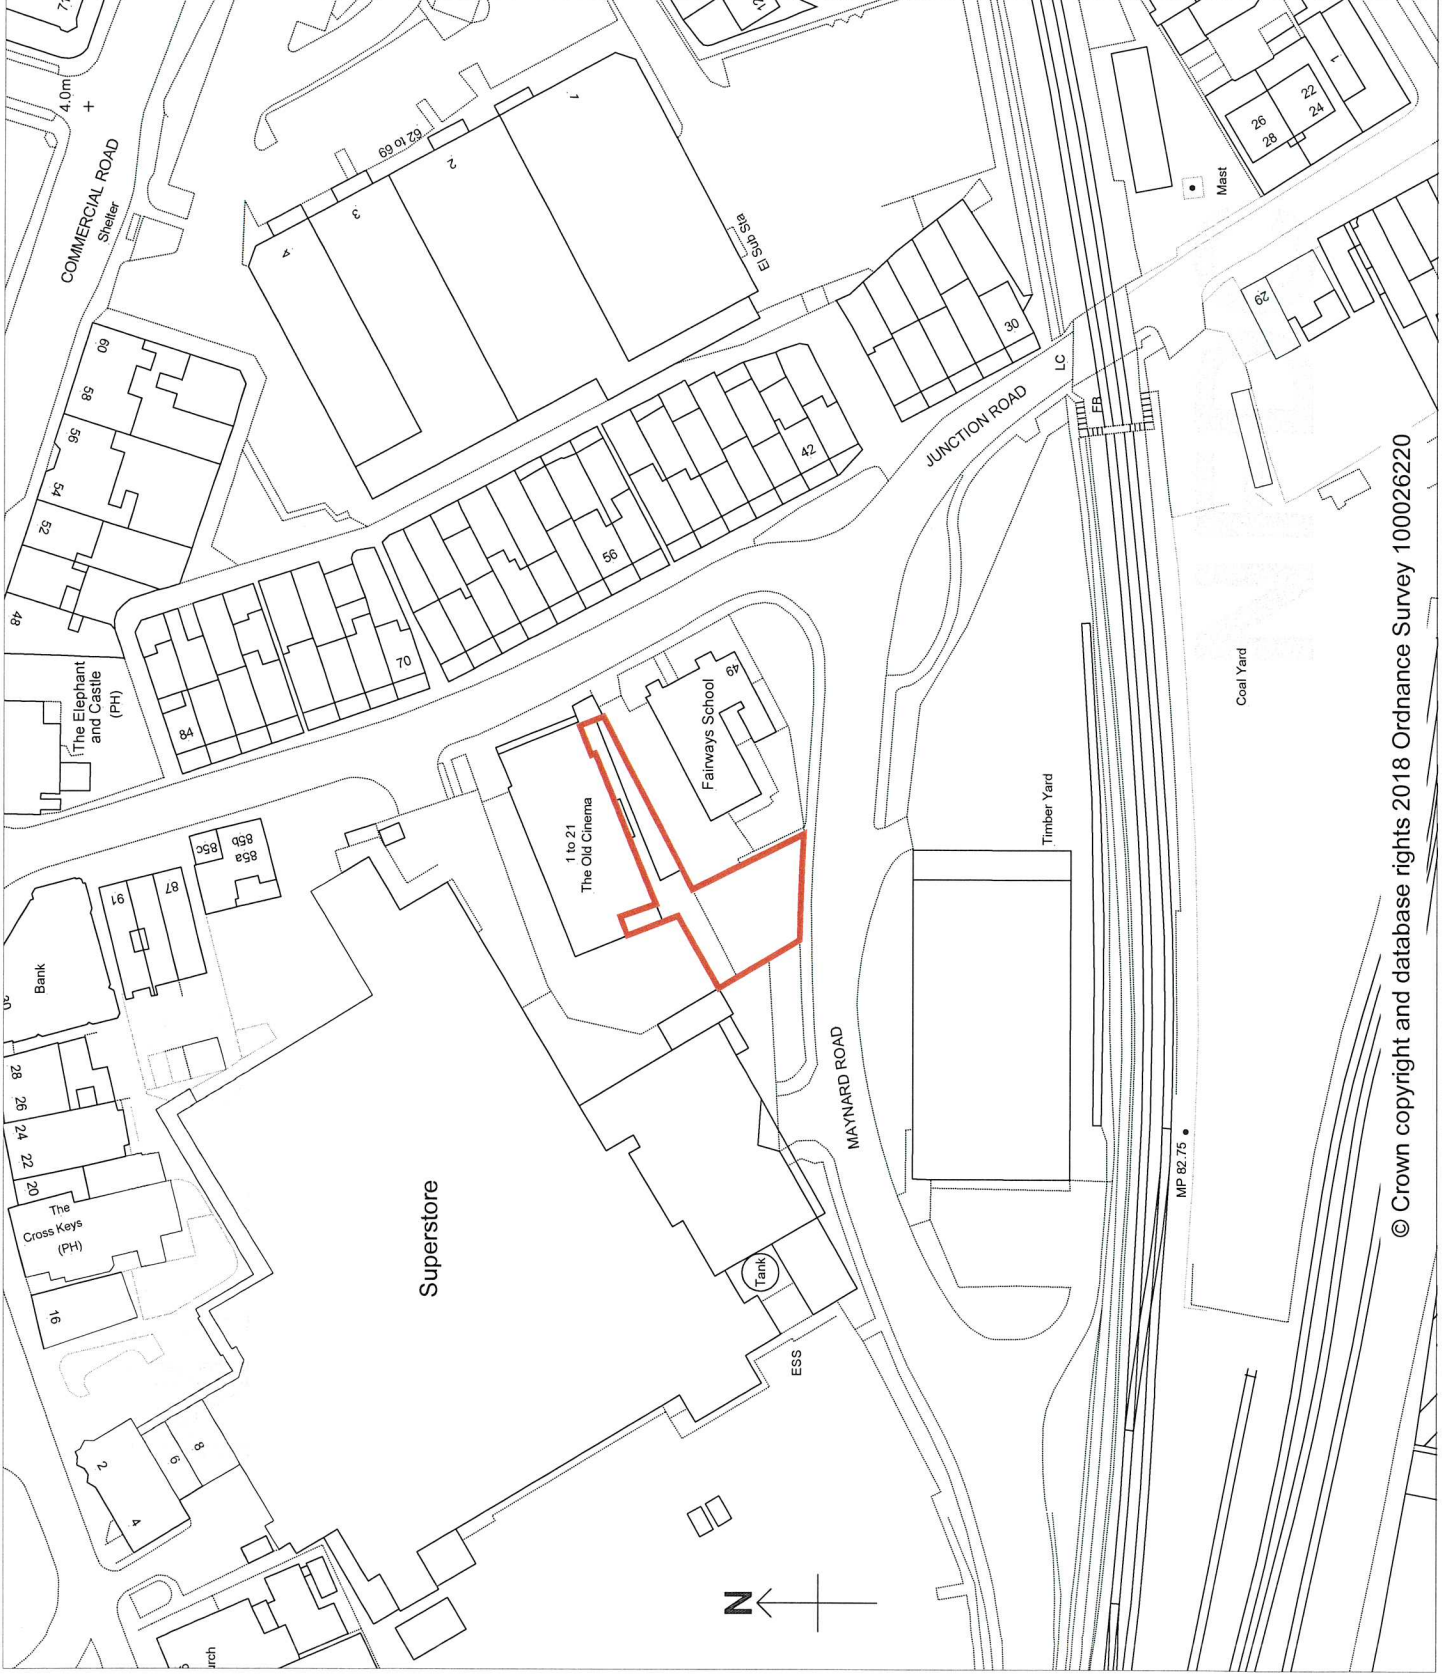 71
4.0m
COMMERCIAL ROAD
Shelter
60
58
56
54
52
48
The Elephant
and Castle
(PH)
84
70
56
42
30
62 to 69
1
2
3
4
El Sub Sta
JUNCTION ROAD
LC
FB
Mast
26
28
22
24
1
29
Bank
91
87
85c
85b
85a
28
26
24
22
20
The
Cross Keys
(PH)
16
2
4
6
8
Superstore
1 to 21
The Old Cinema
Fairways School
49
Timber Yard
Coal Yard
MAYNARD ROAD
MP 82.75
Tank
ESS
N
© Crown copyright and database rights 2018 Ordnance Survey 100026220